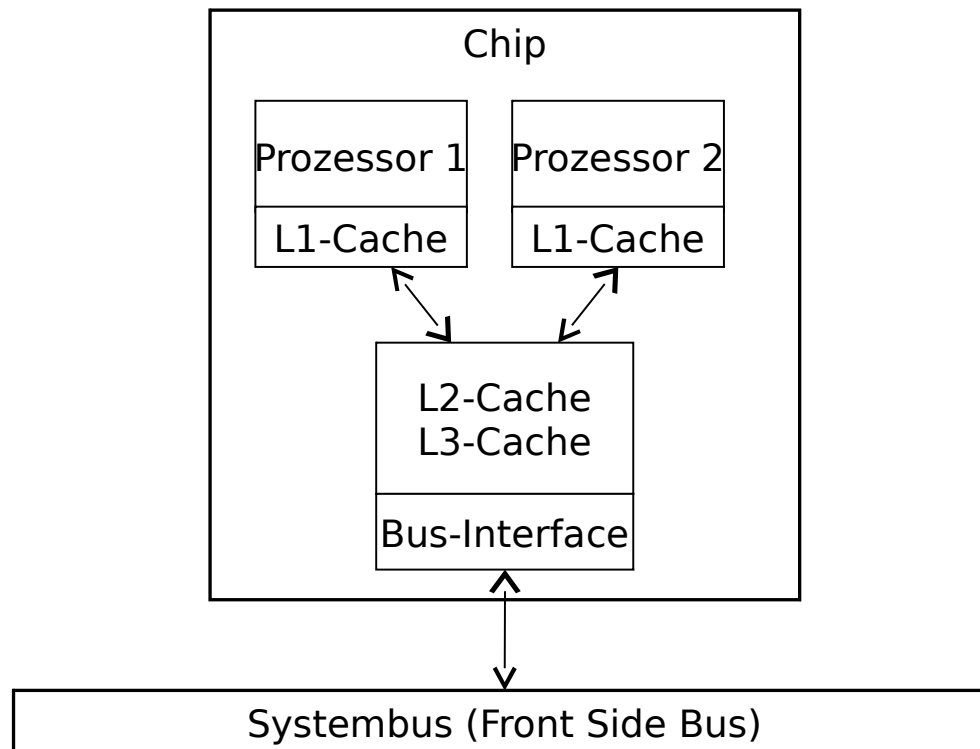 Chip
Prozessor 1
Prozessor 2
L1-Cache
L1-Cache
L2-Cache
L3-Cache
Bus-Interface
Systembus (Front Side Bus)